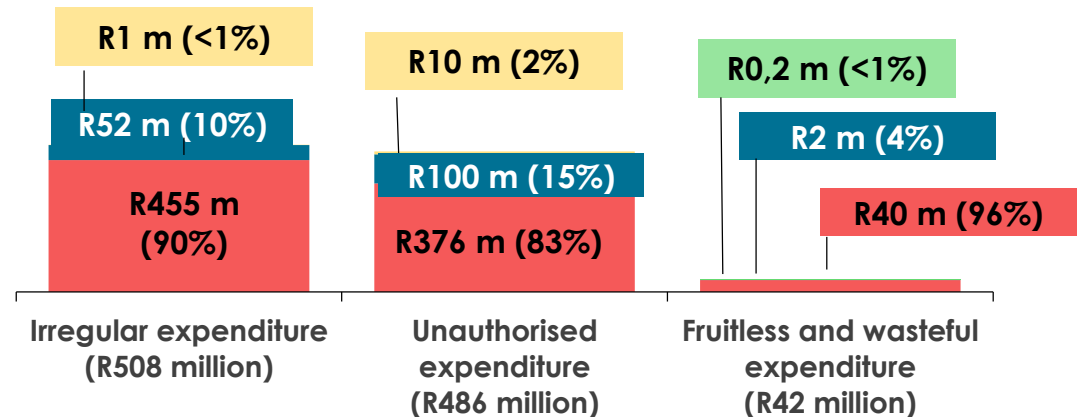 R1 m (<1%)
R52 m (10%)
R455 m
(90%)
R10 m (2%)
R100 m (15%)
R376 m (83%)
R0,2 m (<1%)
R2 m (4%)
R40 m (96%)
Irregular expenditure
(R508 million)
Unauthorised
expenditure
(R486 million)
Fruitless and wasteful
expenditure
(R42 million)